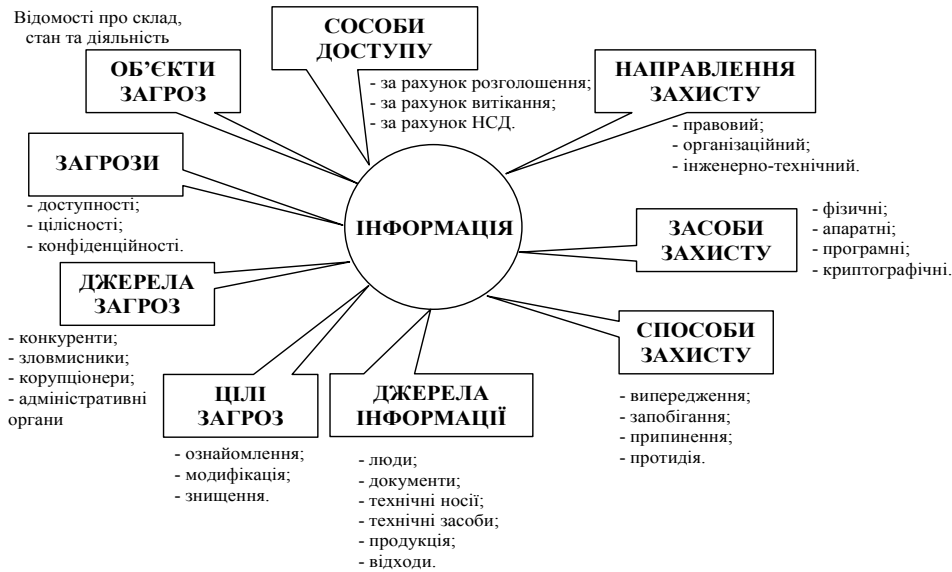 Відомості про склад,
стан та діяльність
ОБ’ЄКТИ
ЗАГРОЗ
СОСОБИ
ДОСТУПУ
- за рахунок розголошення;
- за рахунок витікання;
- за рахунок НСД.
НАПРАВЛЕННЯ
ЗАХИСТУ
- правовий;
- організаційний;
- інженерно-технічний.
ЗАГРОЗИ
- доступності;
- цілісності;
- конфіденційності.
ІНФОРМАЦІЯ
ЗАСОБИ
ЗАХИСТУ
- фізичні;
- апаратні;
- програмні;
- криптографічні.
ДЖЕРЕЛА
ЗАГРОЗ
- конкуренти;
- зловмисники;
- корупціонери;
- адміністративні
органи
ЦІЛІ
ЗАГРОЗ
- ознайомлення;
- модифікація;
- знищення.
ДЖЕРЕЛА
ІНФОРМАЦІЇ
- люди;
- документи;
- технічні носії;
- технічні засоби;
- продукція;
- відходи.
СПОСОБИ
ЗАХИСТУ
- випередження;
- запобігання;
- припинення;
- протидія.